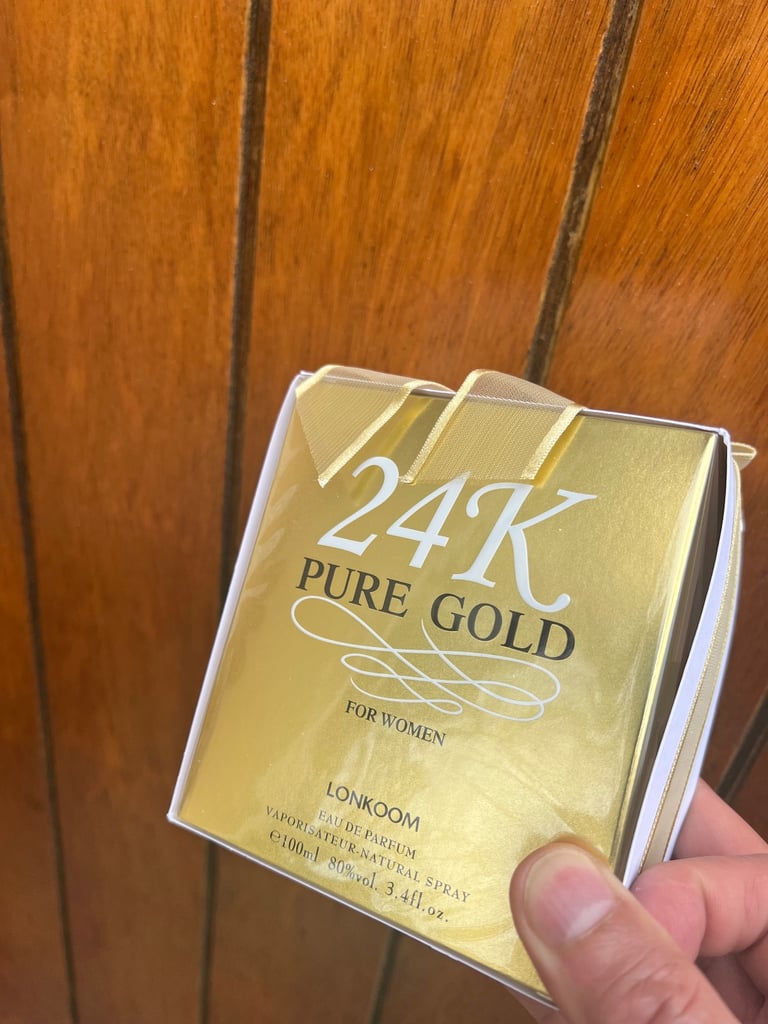 24K
PURE GOLD
FOR WOMEN
LONKOOM
EAU DE PARFUM
VAPORISATEUR-NATURAL SPRAY
℮100ml 80%vol. 3.4fl.oz.